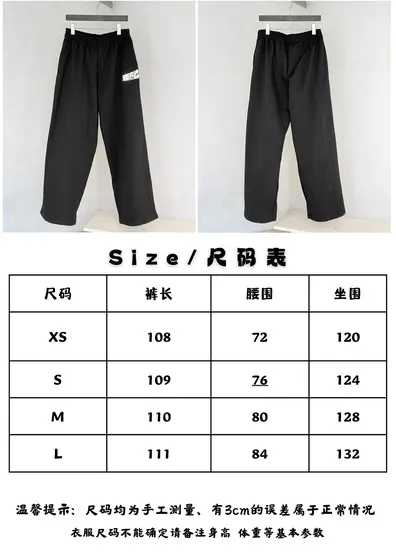 Size/尺码表
尺码 裤长 腰围 坐围
XS 108 72 120
S 109 76 124
M 110 80 128
L 111 84 132
温馨提示: 尺码均为手工测量、有3cm的误差属于正常情况
衣服尺码不能确定请备注身高 体重等基本参数